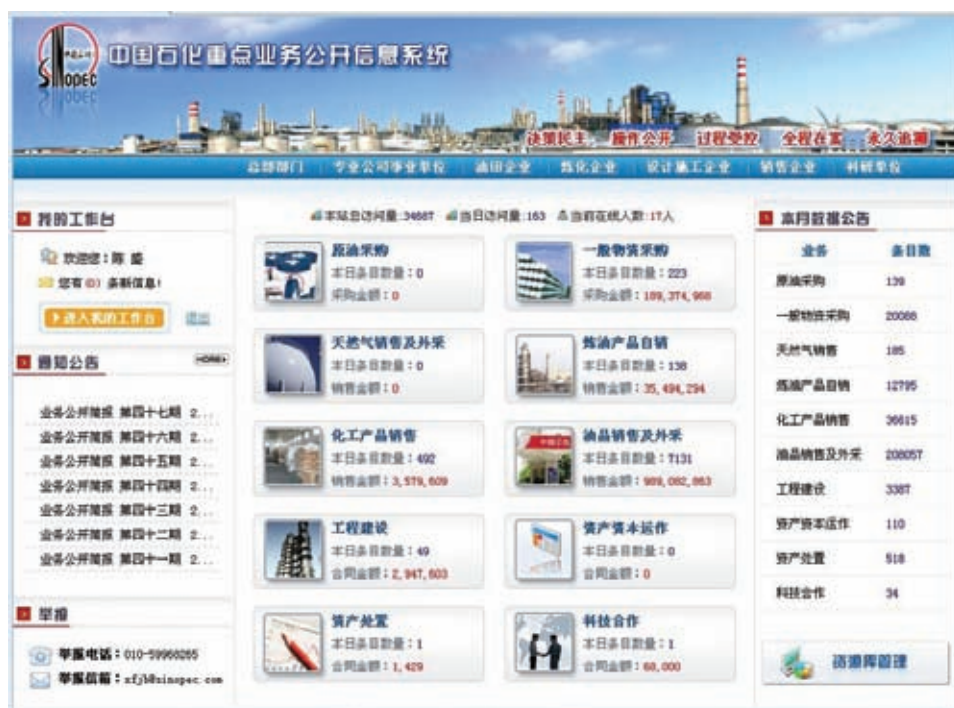 SINOPEC
中国石化重点业务公开信息系统
决策民主 操作公开 过程受控 全程在案 永久追溯
总部部门 专业公司事业单位 油田企业 炼化企业 设计施工企业 销售企业 科研单位
我的工作台
欢迎您：陈 盛
您有(0) 条新信息!
进入我的工作台 退出
通知公告
MORE
业务公开简报 第四十七期 2...
业务公开简报 第四十六期 2...
业务公开简报 第四十五期 2...
业务公开简报 第四十四期 2...
业务公开简报 第四十三期 2...
业务公开简报 第四十二期 2...
业务公开简报 第四十一期 2...
举报
举报电话：010-59968265
举报信箱：xfjb@sinopec.com
本站总访问量:34687 当日访问量:163 当前在线人数:17人
原油采购
本日条目数量：0
采购金额：0
一般物资采购
本日条目数量：223
采购金额：189,374,968
天然气销售及外采
本日条目数量：0
销售金额：0
炼油产品自销
本日条目数量：138
销售金额：35,494,294
化工产品销售
本日条目数量：492
销售金额：3,579,609
油品销售及外采
本日条目数量：7131
销售金额：989,082,863
工程建设
本日条目数量：49
合同金额：2,947,603
资产资本运作
本日条目数量：0
合同金额：0
资产处置
本日条目数量：1
合同金额：1,429
科技合作
本日条目数量：1
合同金额：60,000
本月数据公告
业务 条目数
原油采购 139
一般物资采购 20088
天然气销售 185
炼油产品自销 12795
化工产品销售 36615
油品销售及外采 208057
工程建设 3387
资产资本运作 110
资产处置 518
科技合作 34
资源库管理